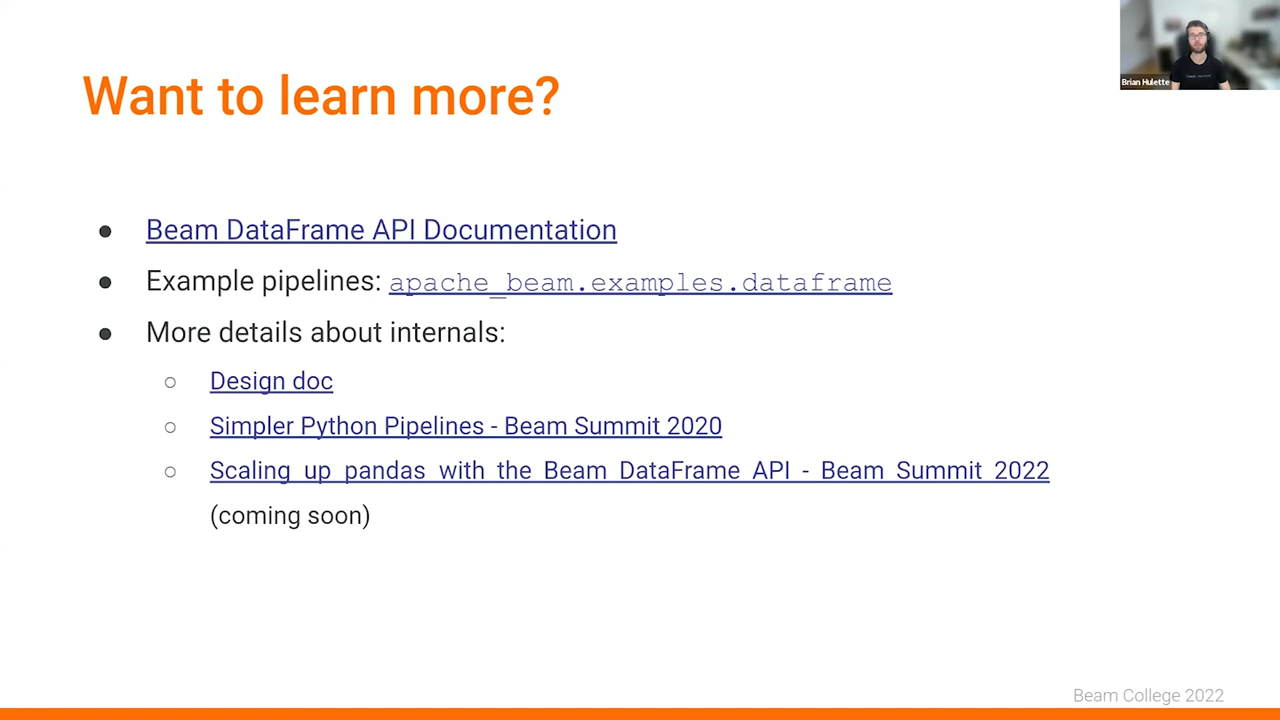 Brian Hulette
Want to learn more?
● Beam DataFrame API Documentation
● Example pipelines: apache_beam.examples.dataframe
● More details about internals:
○ Design doc
○ Simpler Python Pipelines - Beam Summit 2020
○ Scaling up pandas with the Beam DataFrame API - Beam Summit 2022
(coming soon)
Beam College 2022